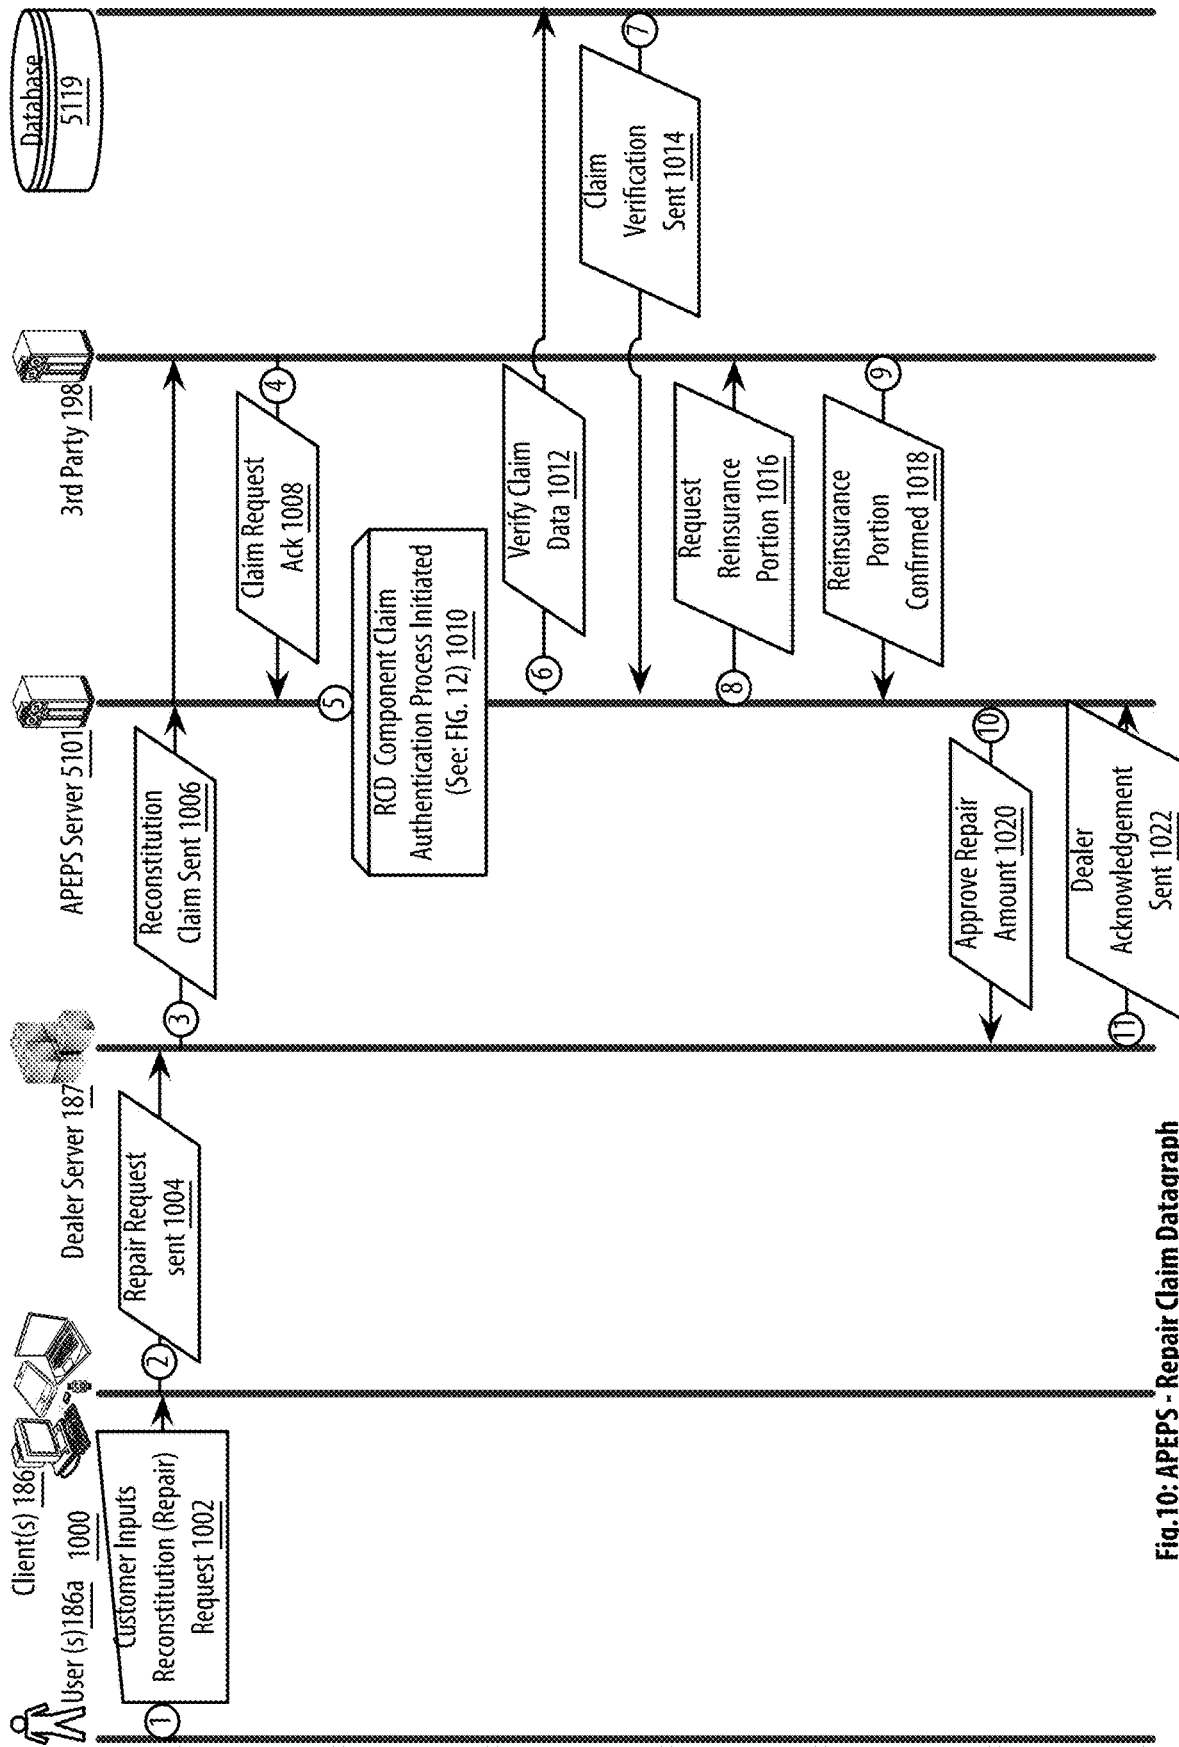 User (s)186a
1000
Client(s) 186
Dealer Server 187
APEPS Server 5101
3rd Party 198
Database
5119
1
Customer Inputs
Reconstitution (Repair)
Request 1002
2
Repair Request
sent 1004
3
Reconstitution
Claim Sent 1006
4
Claim Request
Ack 1008
5
RCD Component Claim
Authentication Process Initiated
(See: FIG. 12) 1010
6
Verify Claim
Data 1012
7
Claim
Verification
Sent 1014
8
Request
Reinsurance
Portion 1016
9
Reinsurance
Portion
Confirmed 1018
10
Approve Repair
Amount 1020
11
Dealer
Acknowledgement
Sent 1022
Fig.10: APEPS - Repair Claim Datagraph